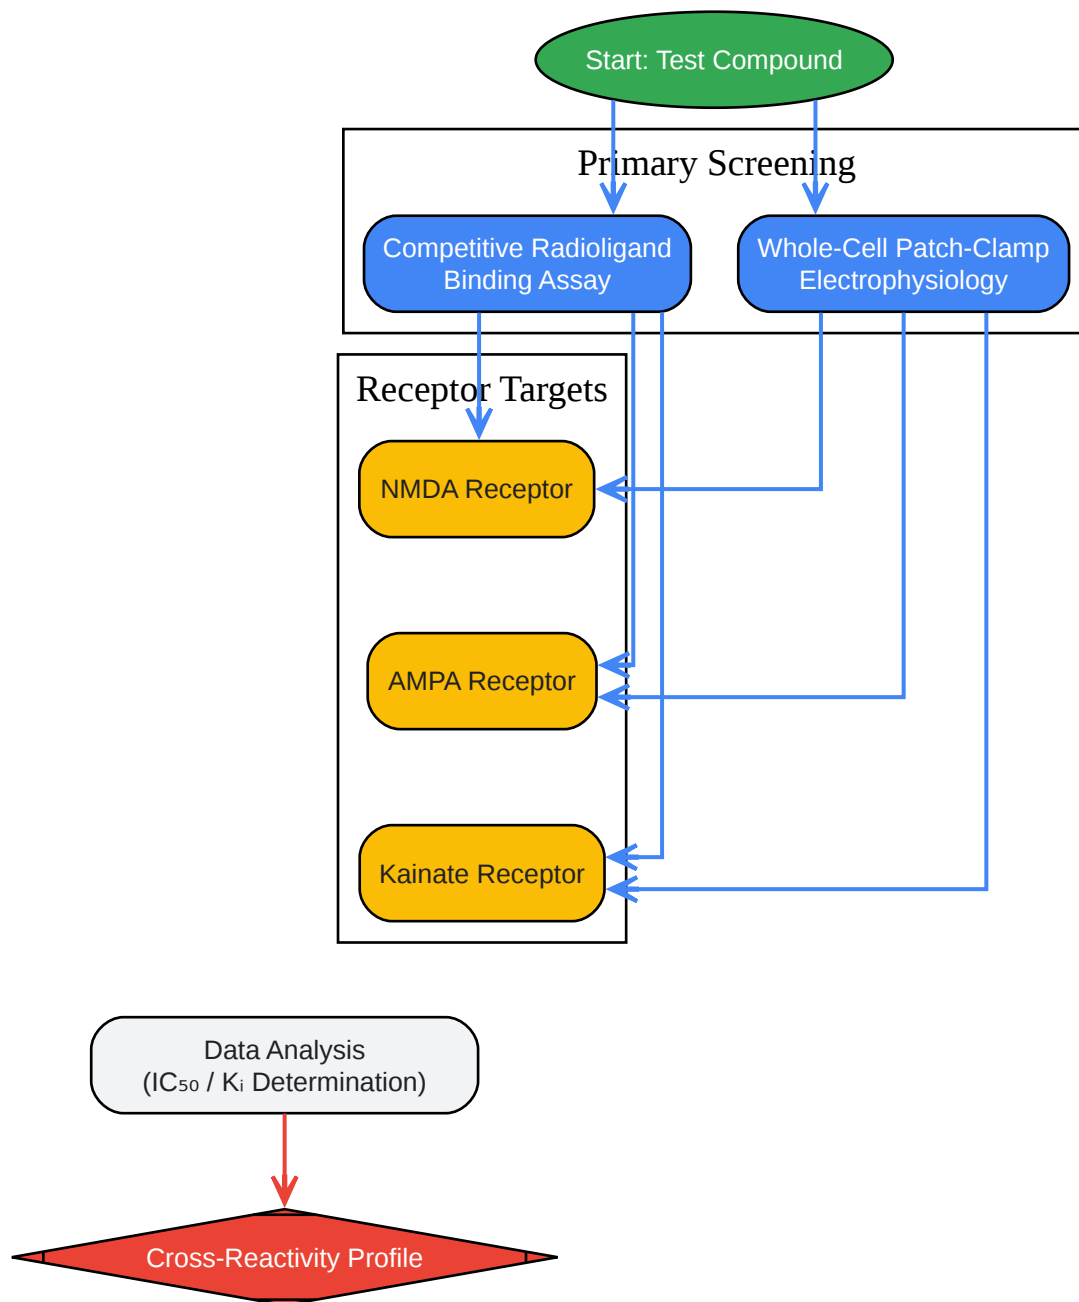 Start: Test Compound
Primary Screening
Competitive Radioligand
Binding Assay
Whole-Cell Patch-Clamp
Electrophysiology
Receptor Targets
NMDA Receptor
AMPA Receptor
Kainate Receptor
Data Analysis
(IC₅₀ / Kᵢ Determination)
Cross-Reactivity Profile